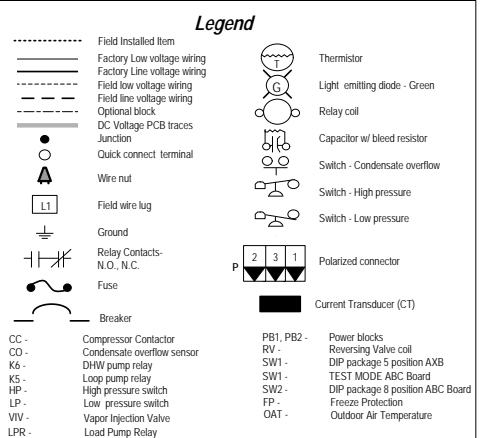 Legend
Field Installed Item
Factory Low voltage wiring
Factory Line voltage wiring
Field low voltage wiring
Field line voltage wiring
Optional block
DC Voltage PCB traces
Junction
Quick connect terminal
Wire nut
L1 Field wire lug
Ground
Relay Contacts-
N.O., N.C.
Fuse
Breaker
T Thermistor
G Light emitting diode - Green
Relay coil
Capacitor w/ bleed resistor
Switch - Condensate overflow
Switch - High pressure
Switch - Low pressure
P 2 3 1 Polarized connector
Current Transducer (CT)
CC - Compressor Contactor
CO - Condensate overflow sensor
K6 - DHW pump relay
K5 - Loop pump relay
HP - High pressure switch
LP - Low pressure switch
VIV - Vapor Injection Valve
LPR - Load Pump Relay
PB1, PB2 - Power blocks
RV - Reversing Valve coil
SW1 - DIP package 5 position AXB
SW1 - TEST MODE ABC Board
SW2 - DIP package 8 position ABC Board
FP - Freeze Protection
OAT - Outdoor Air Temperature